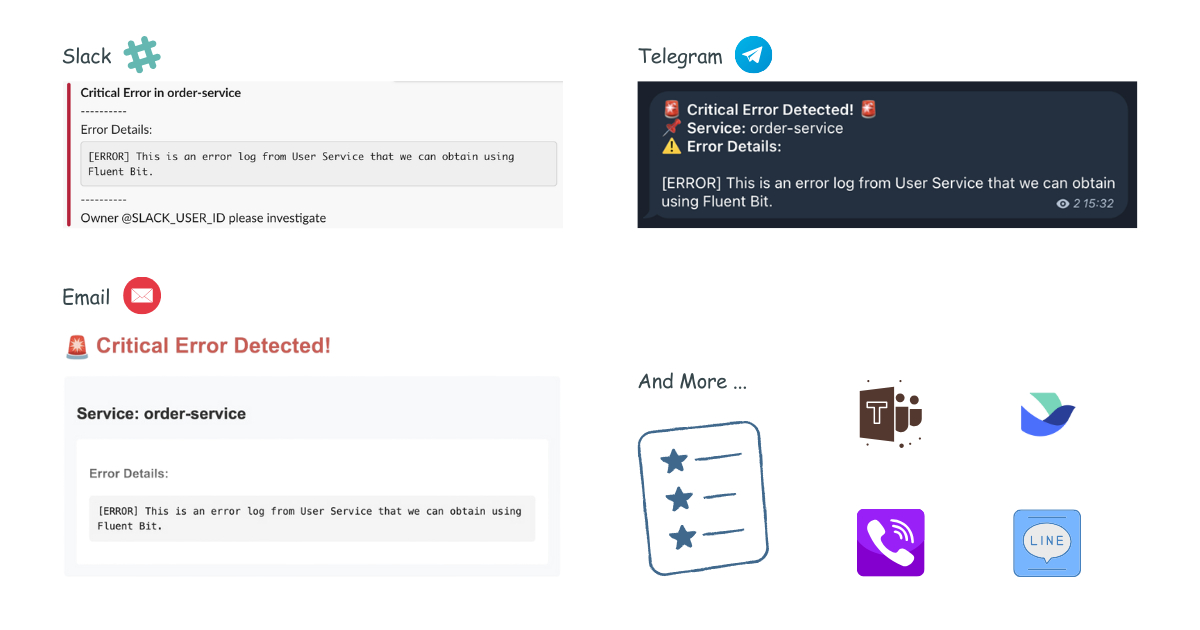 Slack
Critical Error in order-service
----------
Error Details:
[ERROR] This is an error log from User Service that we can obtain using
Fluent Bit.
----------
Owner @SLACK_USER_ID please investigate
Telegram
🚨 Critical Error Detected! 🚨
📌 Service: order-service
⚠️ Error Details:
[ERROR] This is an error log from User Service that we can obtain
using Fluent Bit.
2 15:32
Email
🚨 Critical Error Detected!
Service: order-service
Error Details:
[ERROR] This is an error log from User Service that we can obtain using
Fluent Bit.
And More ...
T
LINE